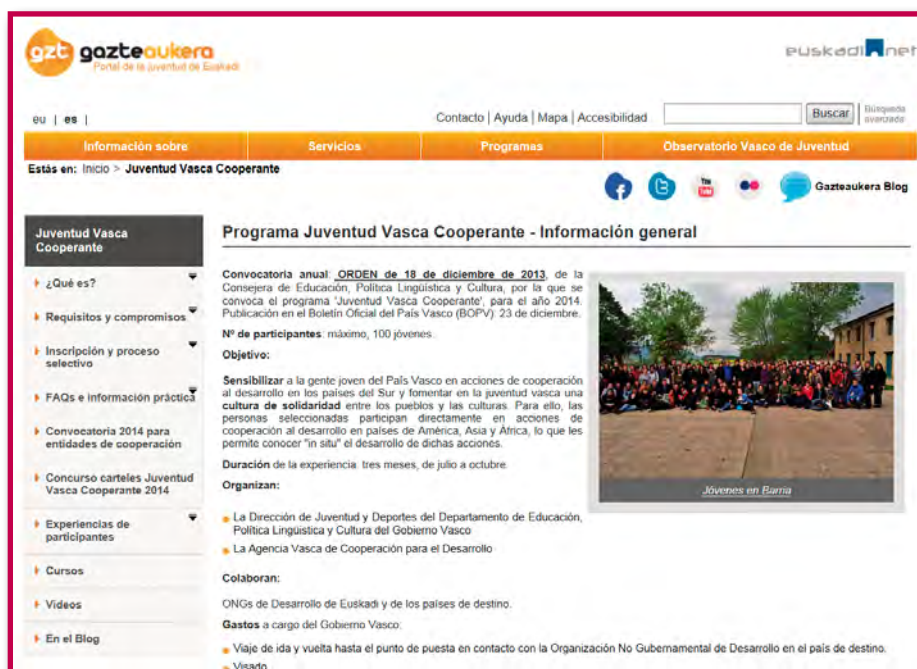 gzt gazteaukera
Portal de la juventud de Euskadi
euskadi.net
eu | es |
Contacto | Ayuda | Mapa | Accesibilidad
Buscar
Búsqueda
avanzada
Información sobre
Servicios
Programas
Observatorio Vasco de Juventud
Estás en: Inicio > Juventud Vasca Cooperante
You
Tube
Gazteaukera Blog
Juventud Vasca
Cooperante
¿Qué es?
Requisitos y compromisos
Inscripción y proceso
selectivo
FAQs e información práctica
Convocatoria 2014 para
entidades de cooperación
Concurso carteles Juventud
Vasca Cooperante 2014
Experiencias de
participantes
Cursos
Videos
En el Blog
Programa Juventud Vasca Cooperante - Información general
Convocatoria anual: ORDEN de 18 de diciembre de 2013, de la
Consejera de Educación, Política Lingüística y Cultura, por la que se
convoca el programa 'Juventud Vasca Cooperante', para el año 2014.
Publicación en el Boletín Oficial del País Vasco (BOPV): 23 de diciembre.
Nº de participantes: máximo, 100 jóvenes.
Objetivo:
Sensibilizar a la gente joven del País Vasco en acciones de cooperación
al desarrollo en los países del Sur y fomentar en la juventud vasca una
cultura de solidaridad entre los pueblos y las culturas. Para ello, las
personas seleccionadas participan directamente en acciones de
cooperación al desarrollo en países de América, Asia y África, lo que les
permite conocer "in situ" el desarrollo de dichas acciones.
Duración de la experiencia: tres meses, de julio a octubre
Organizan:
La Dirección de Juventud y Deportes del Departamento de Educación,
Política Lingüística y Cultura del Gobierno Vasco
La Agencia Vasca de Cooperación para el Desarrollo
Colaboran:
ONGs de Desarrollo de Euskadi y de los países de destino.
Gastos a cargo del Gobierno Vasco:
Viaje de ida y vuelta hasta el punto de puesta en contacto con la Organización No Gubernamental de Desarrollo en el país de destino.
Visado
Jóvenes en Barria